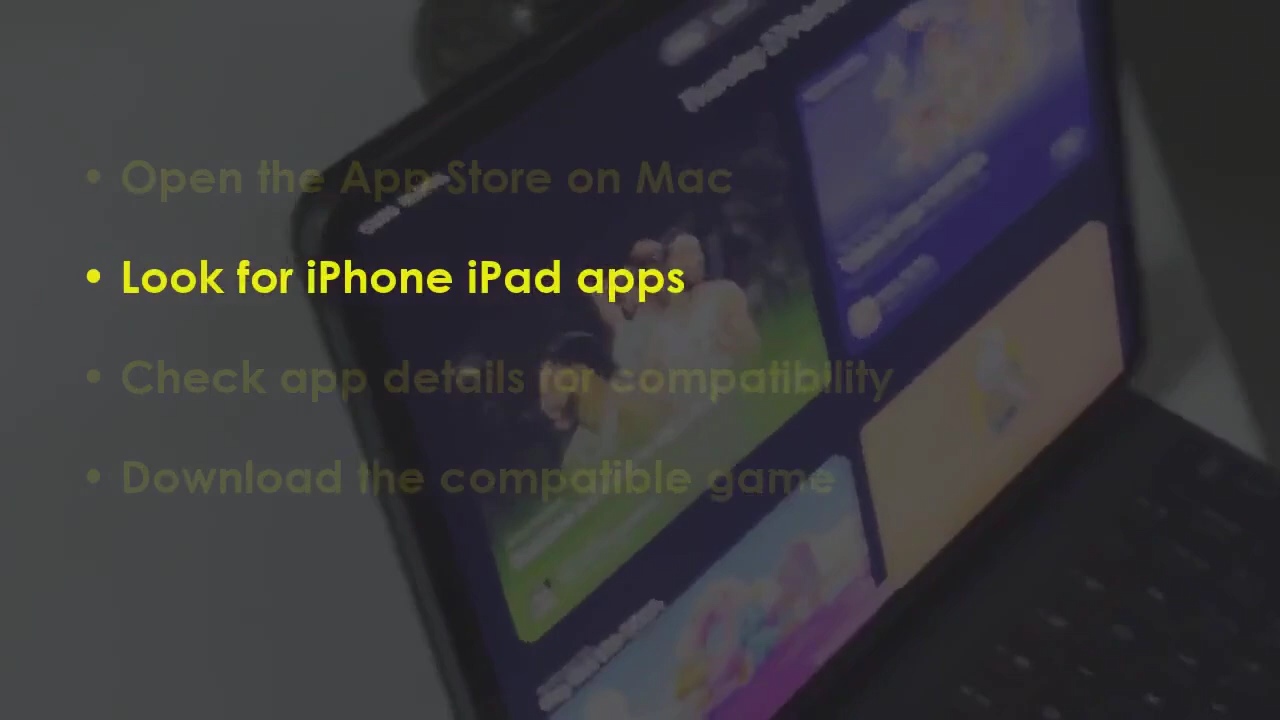 • Open the App Store on Mac
• Look for iPhone iPad apps
• Check app details for compatibility
• Download the compatible game